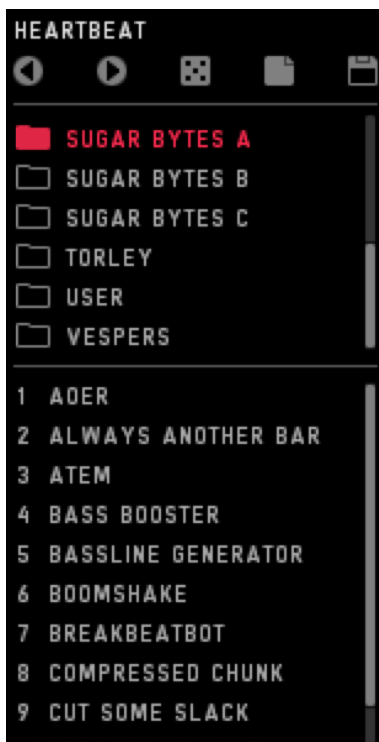 HEARTBEAT
SUGAR BYTES A
SUGAR BYTES B
SUGAR BYTES C
TORLEY
USER
VESPERS
1 AOER
2 ALWAYS ANOTHER BAR
3 ATEM
4 BASS BOOSTER
5 BASSLINE GENERATOR
6 BOOMSHAKE
7 BREAKBEATBOT
8 COMPRESSED CHUNK
9 CUT SOME SLACK